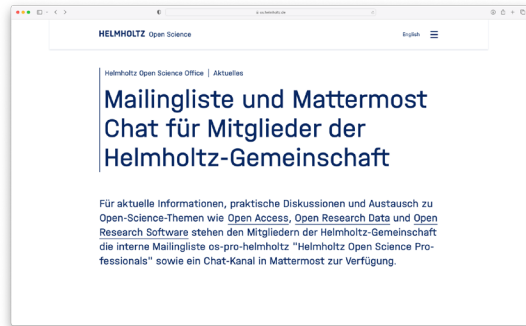 os.helmholtz.de
HELMHOLTZ Open Science
English
Helmholtz Open Science Office | Aktuelles
Mailingliste und Mattermost
Chat für Mitglieder der
Helmholtz-Gemeinschaft
Für aktuelle Informationen, praktische Diskussionen und Austausch zu
Open-Science-Themen wie Open Access, Open Research Data und Open
Research Software stehen den Mitgliedern der Helmholtz-Gemeinschaft
die interne Mailingliste os-pro-helmholtz "Helmholtz Open Science Pro-
fessionals" sowie ein Chat-Kanal in Mattermost zur Verfügung.